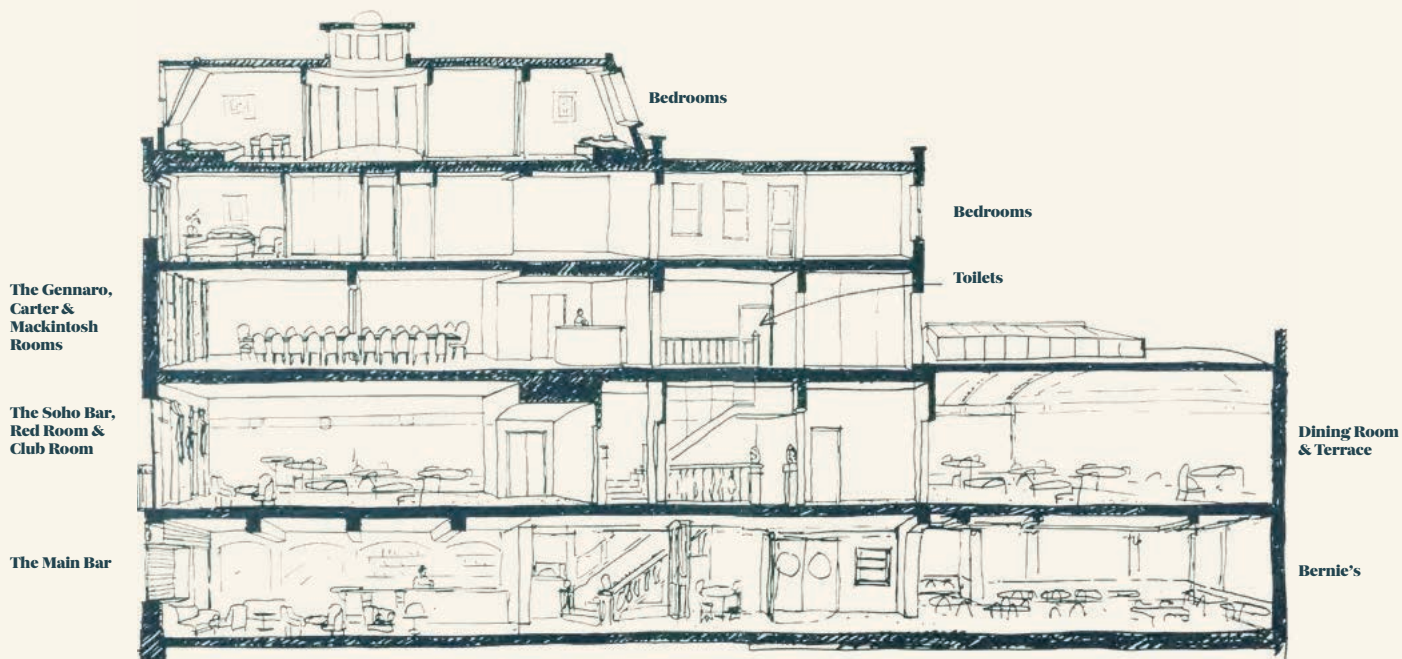 Bedrooms
Bedrooms
Toilets
The Gennaro,
Carter &
Mackintosh
Rooms
The Soho Bar,
Red Room &
Club Room
Dining Room
& Terrace
The Main Bar
Bernie's